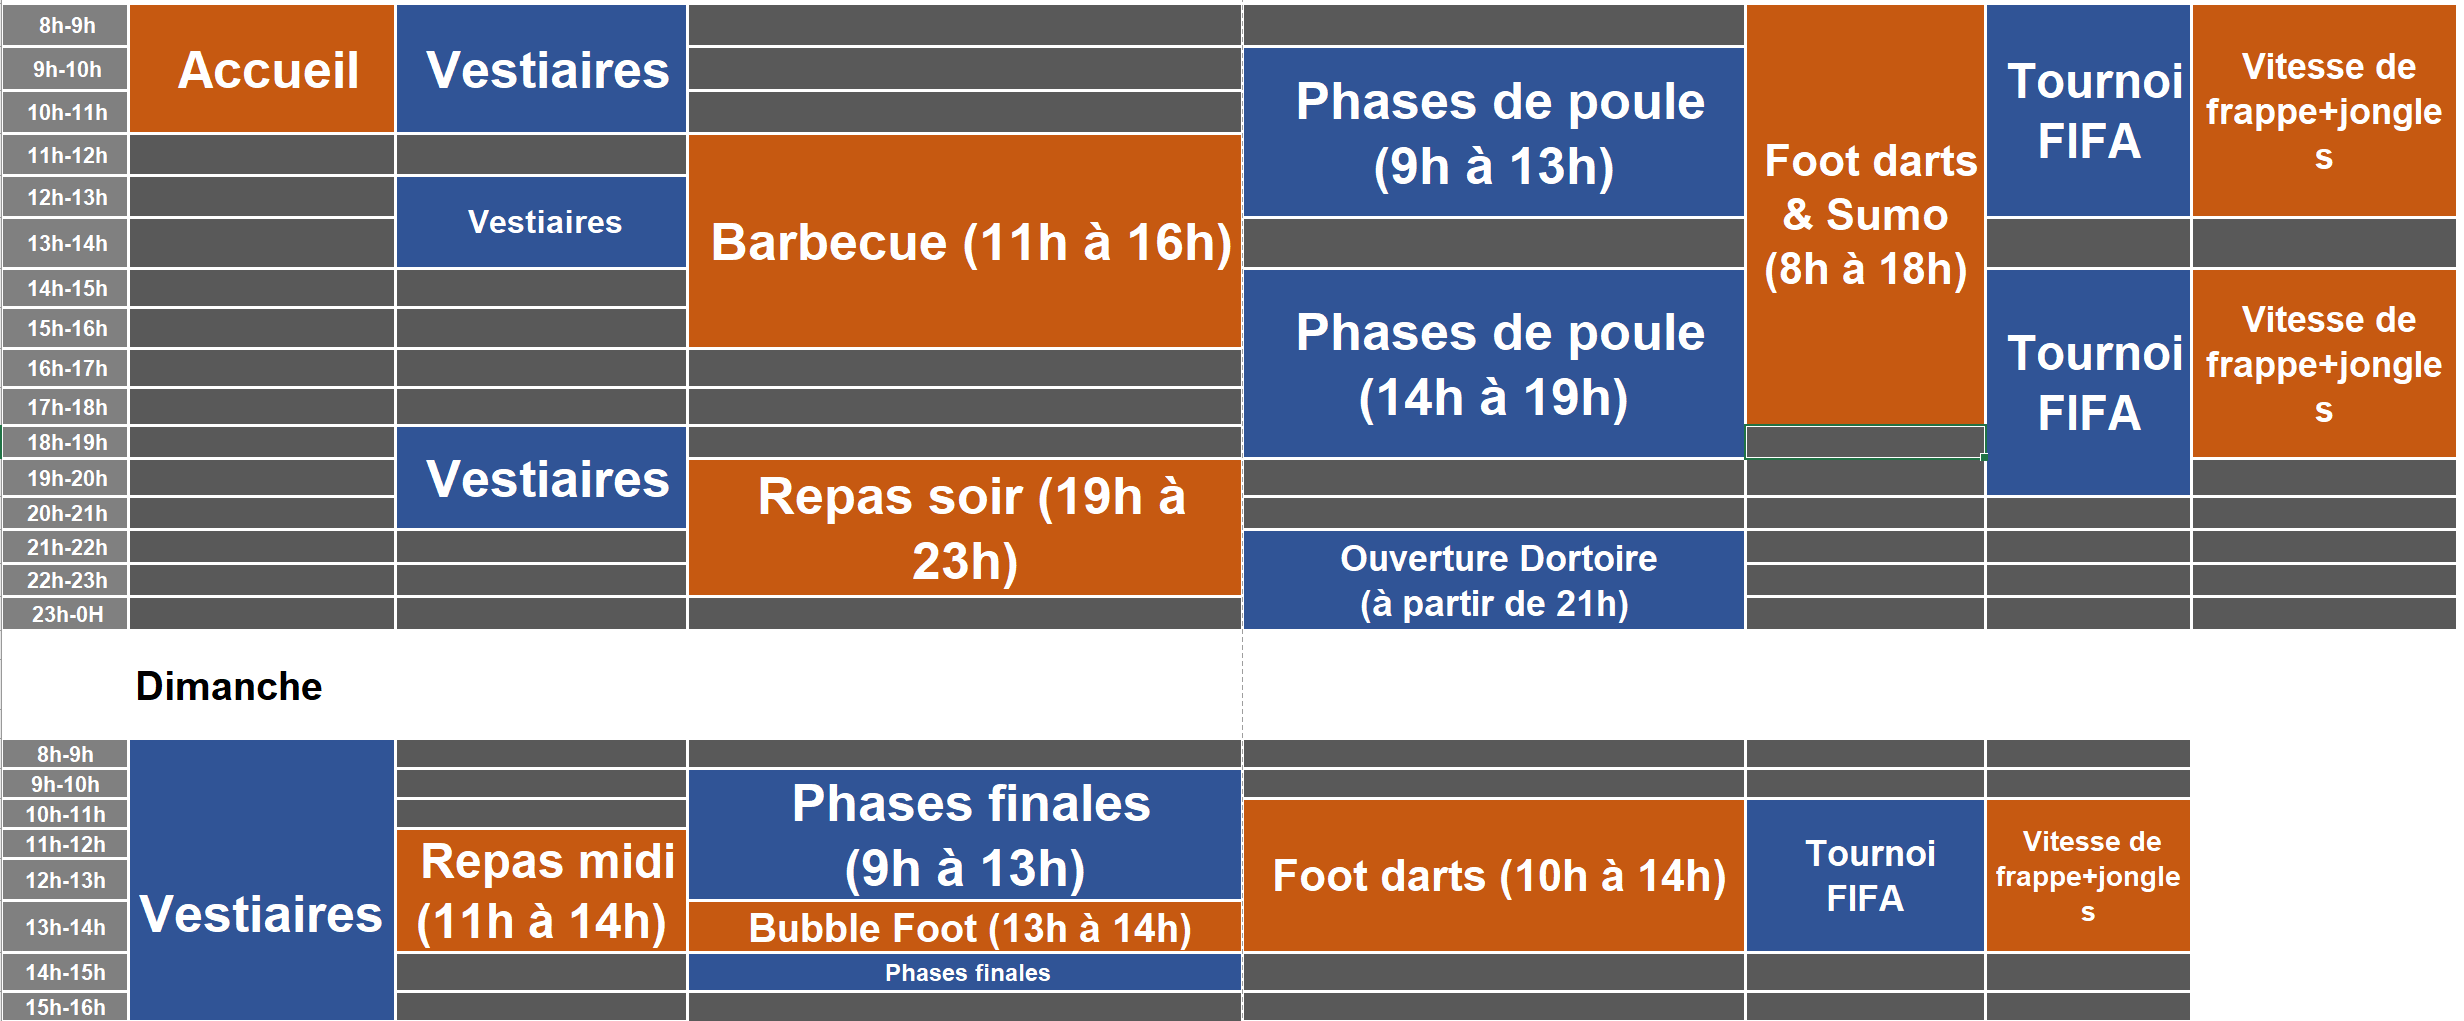 8h-9h
9h-10h
10h-11h
11h-12h
12h-13h
13h-14h
14h-15h
15h-16h
16h-17h
17h-18h
18h-19h
19h-20h
20h-21h
21h-22h
22h-23h
23h-0H
Accueil
Vestiaires
Vestiaires
Vestiaires
Barbecue (11h à 16h)
Repas soir (19h à
23h)
Phases de poule
(9h à 13h)
Phases de poule
(14h à 19h)
Ouverture Dortoire
(à partir de 21h)
Foot darts
& Sumo
(8h à 18h)
Tournoi
FIFA
Tournoi
FIFA
Vitesse de
frappe+jongle
s
Vitesse de
frappe+jongle
s
Dimanche
8h-9h
9h-10h
10h-11h
11h-12h
12h-13h
13h-14h
14h-15h
15h-16h
Vestiaires
Repas midi
(11h à 14h)
Phases finales
(9h à 13h)
Bubble Foot (13h à 14h)
Phases finales
Foot darts (10h à 14h)
Tournoi
FIFA
Vitesse de
frappe+jongle
s